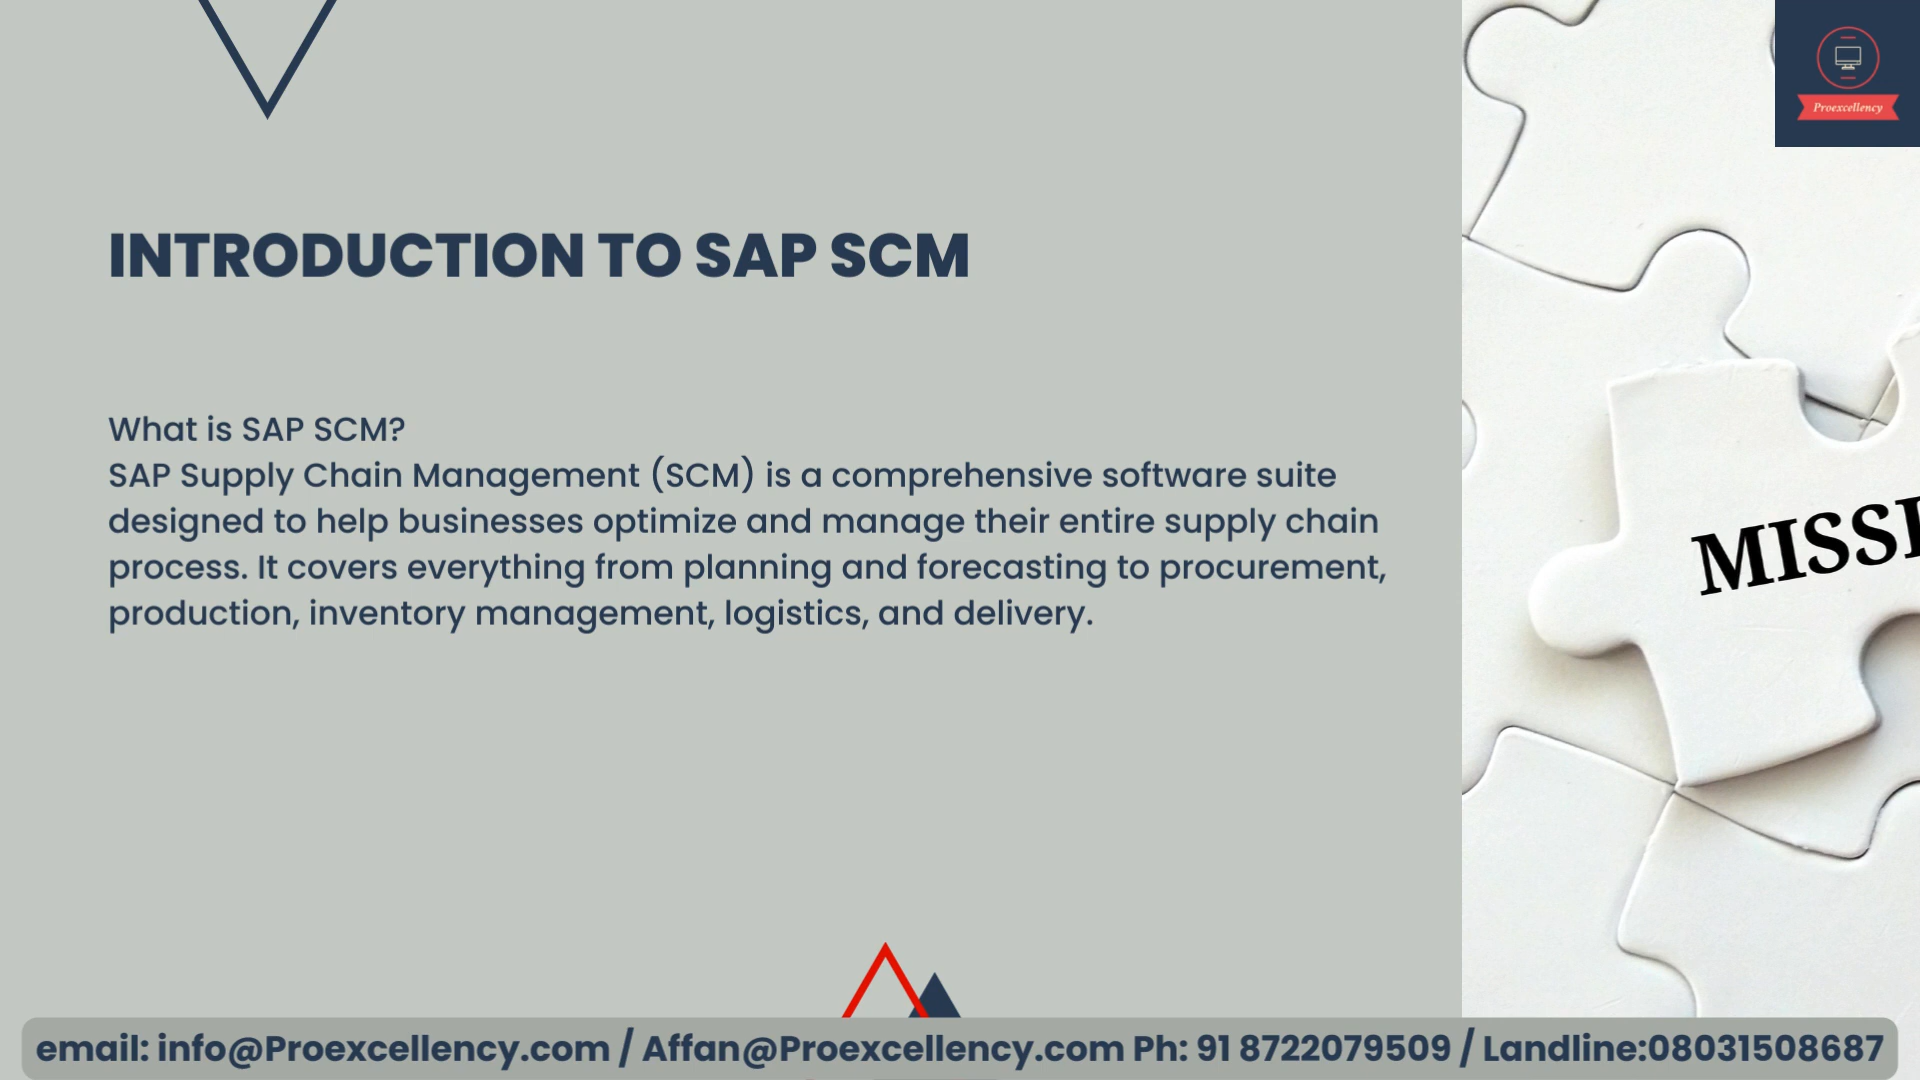 Proexcellency
INTRODUCTION TO SAP SCM
What is SAP SCM?
SAP Supply Chain Management (SCM) is a comprehensive software suite
designed to help businesses optimize and manage their entire supply chain
process. It covers everything from planning and forecasting to procurement,
production, inventory management, logistics, and delivery.
MISSI
email: info@Proexcellency.com / Affan@Proexcellency.com Ph: 91 8722079509 / Landline:08031508687